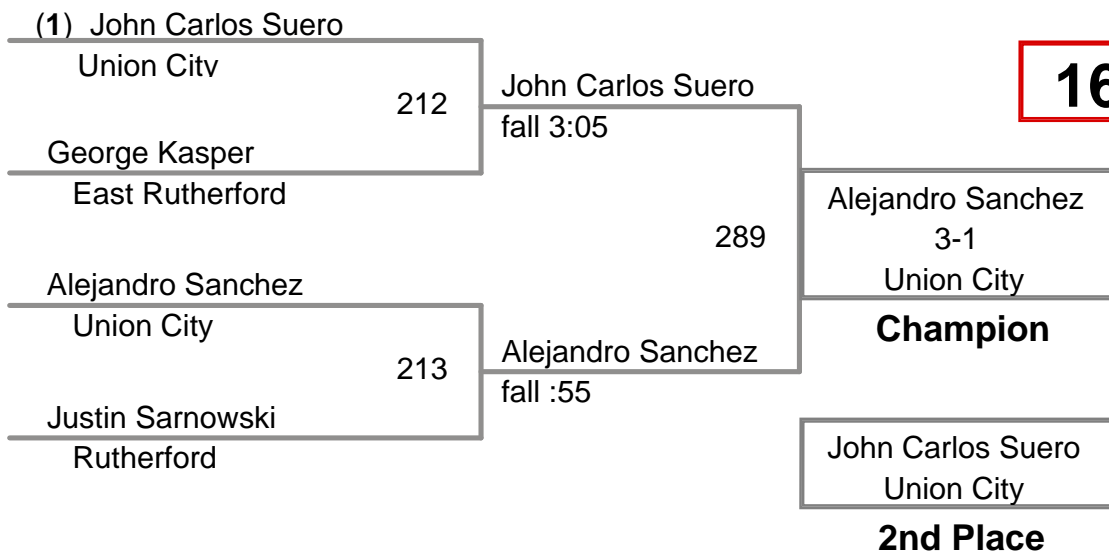 (1) John Carlos Suero
Union City
212
George Kasper
East Rutherford
Alejandro Sanchez
Union City
213
Justin Sarnowski
Rutherford
John Carlos Suero
fall 3:05
289
Alejandro Sanchez
fall :55
16
Alejandro Sanchez
3-1
Union City
Champion
John Carlos Suero
Union City
2nd Place